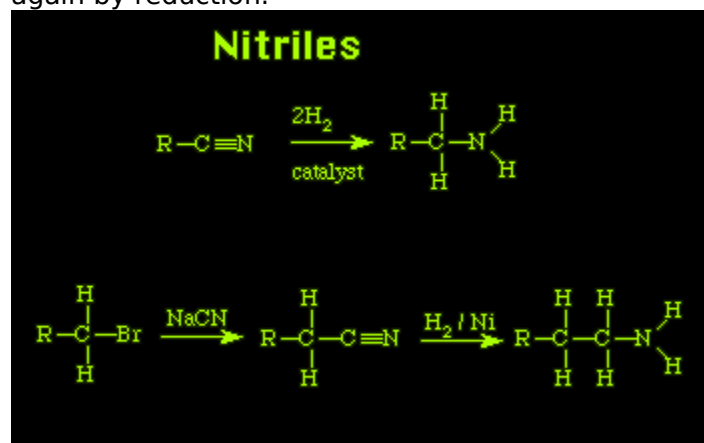 again by reduction.
Nitriles
R—C≡N 2H₂ catalyst R—C—N H H H H
R—C—Br H H NaCN R—C—C≡N H H H₂ / Ni R—C—C—N H H H H H H